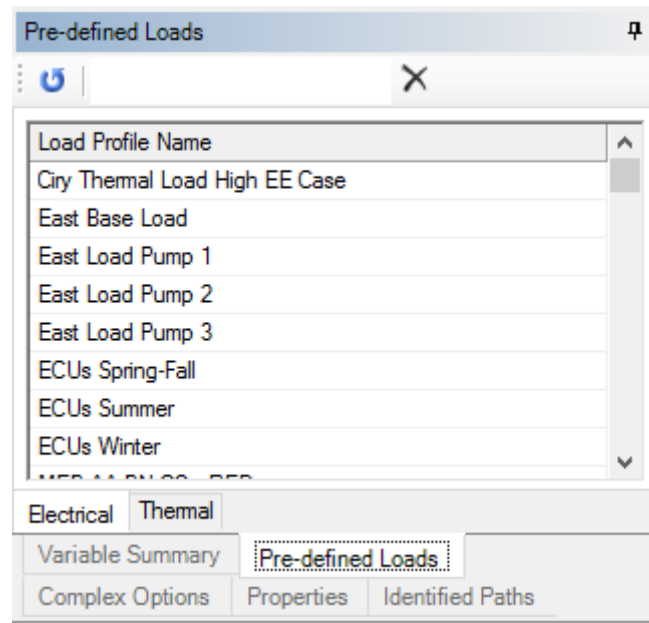 Pre-defined Loads
Load Profile Name
Ciry Thermal Load High EE Case
East Base Load
East Load Pump 1
East Load Pump 2
East Load Pump 3
ECUs Spring-Fall
ECUs Summer
ECUs Winter
Electrical Thermal
Variable Summary Pre-defined Loads
Complex Options Properties Identified Paths